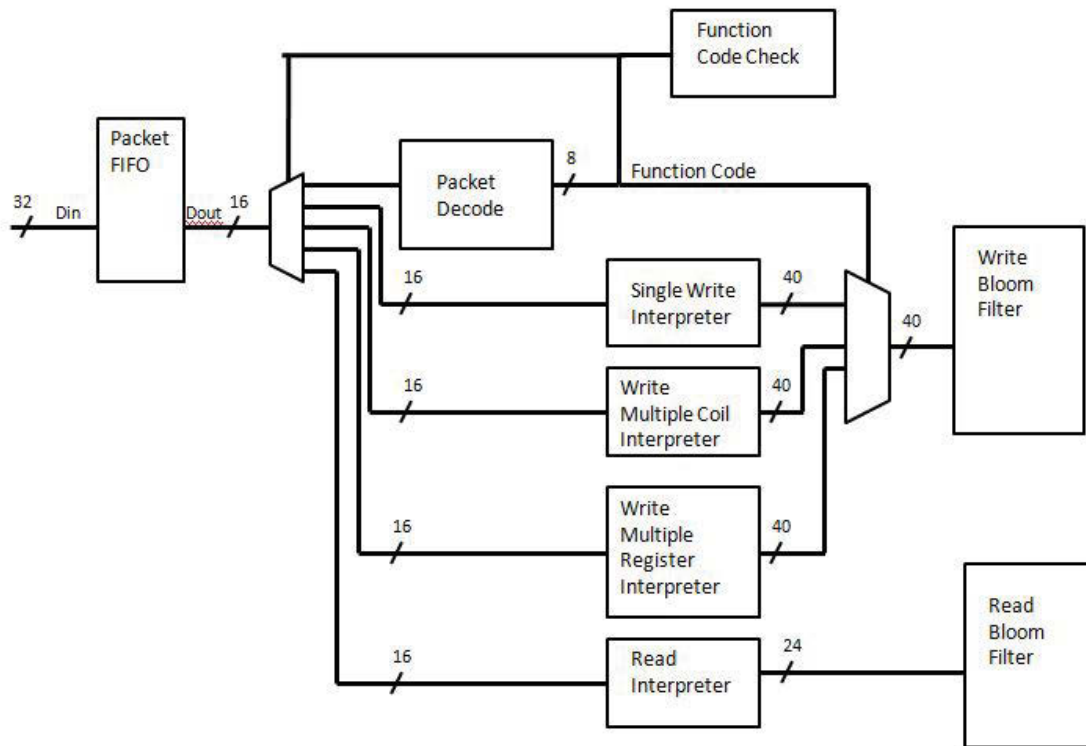 Function
Code Check
Packet
FIFO
32
Din
Dout
16
Packet
Decode
8
Function Code
16
Single Write
Interpreter
40
Write
Bloom
Filter
40
16
Write
Multiple Coil
Interpreter
40
16
Write
Multiple
Register
Interpreter
40
16
Read
Interpreter
24
Read
Bloom
Filter